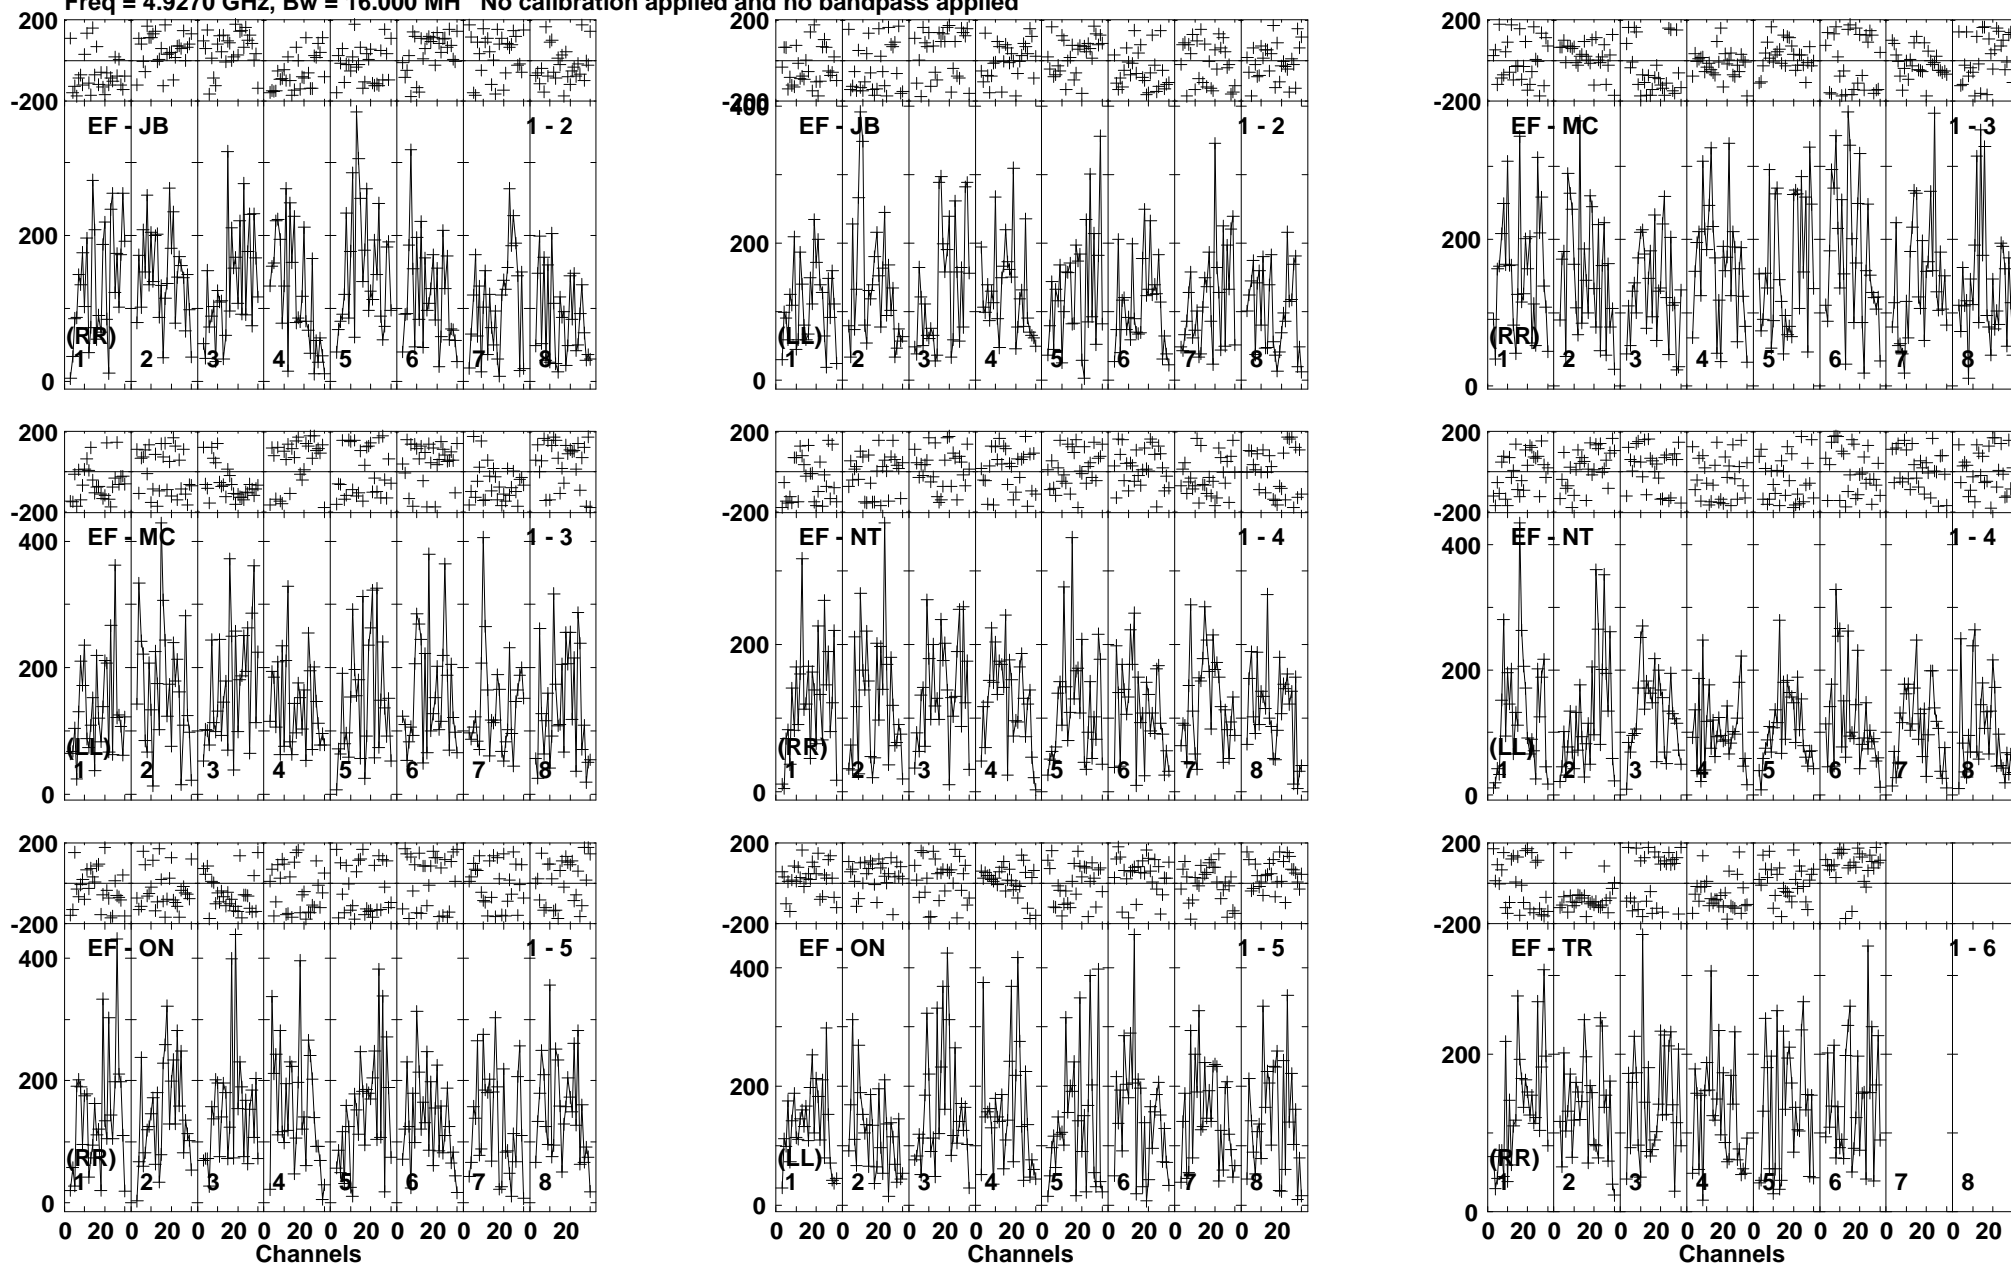 Freq = 4.9270 GHz, Bw = 16.000 MH No calibration applied and no bandpass applied
200 200 200
-200 -200 -200
400
EF - JB 1 - 2 EF - JB 1 - 2 EF - MC 1 - 3
200 200 200
(RR) (LL) (RR)
1 2 3 4 5 6 7 8 1 2 3 4 5 6 7 8 1 2 3 4 5 6 7 8
0 0 0
200 200 200
-200 -200 -200
EF - MC 1 - 3 EF - NT 1 - 4 EF - NT 1 - 4
400 400
200 200 200
(LL) (RR) (LL)
1 2 3 4 5 6 7 8 1 2 3 4 5 6 7 8 1 2 3 4 5 6 7 8
0 0 0
200 200 200
-200 -200 -200
EF - ON 1 - 5 EF - ON 1 - 5 EF - TR 1 - 6
400 400
200 200 200
(RR) (LL) (RR)
1 2 3 4 5 6 7 8 1 2 3 4 5 6 7 8 1 2 3 4 5 6 7 8
0 0 0
0 20 0 20 0 20 0 20 0 20 0 20 0 20 0 20 0 20 0 20 0 20 0 20 0 20 0 20 0 20 0 20 0 20 0 20 0 20 0 20 0 20 0 20 0 20 0 20
Channels Channels Channels